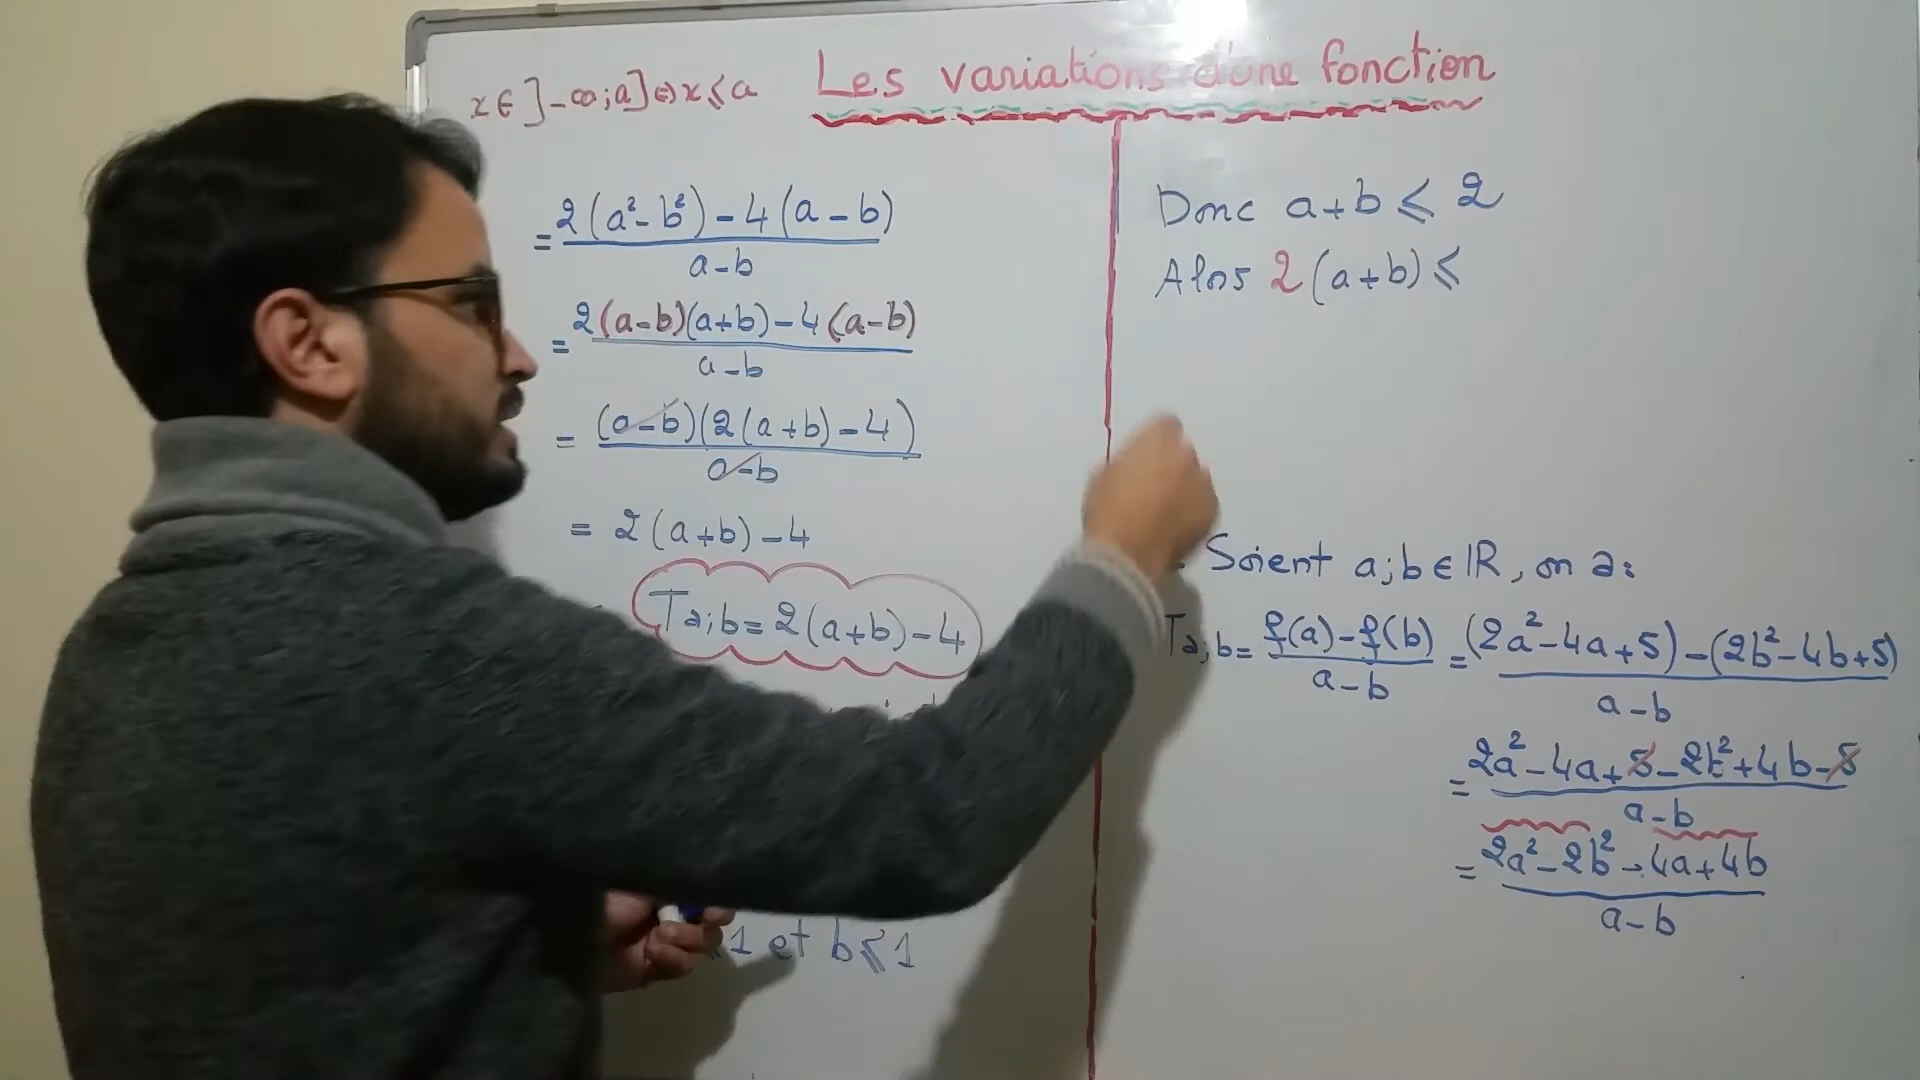 Les variations d'une fonction
x∈]-∞;a]⇔x⩽a
= 2(a²-b²)-4(a-b)
a-b
= 2(a-b)(a+b)-4(a-b)
a-b
= (a-b)(2(a+b)-4)
a-b
= 2(a+b)-4
Ta;b=2(a+b)-4
⩽1 et b⩽1
Donc a+b⩽2
Alors 2(a+b)⩽
Soient a;b∈IR, on a:
Ta;b= f(a)-f(b) = (2a²-4a+5)-(2b²-4b+5)
a-b a-b
= 2a²-4a+5-2b²+4b-5
a-b
= 2a²-2b²-4a+4b
a-b